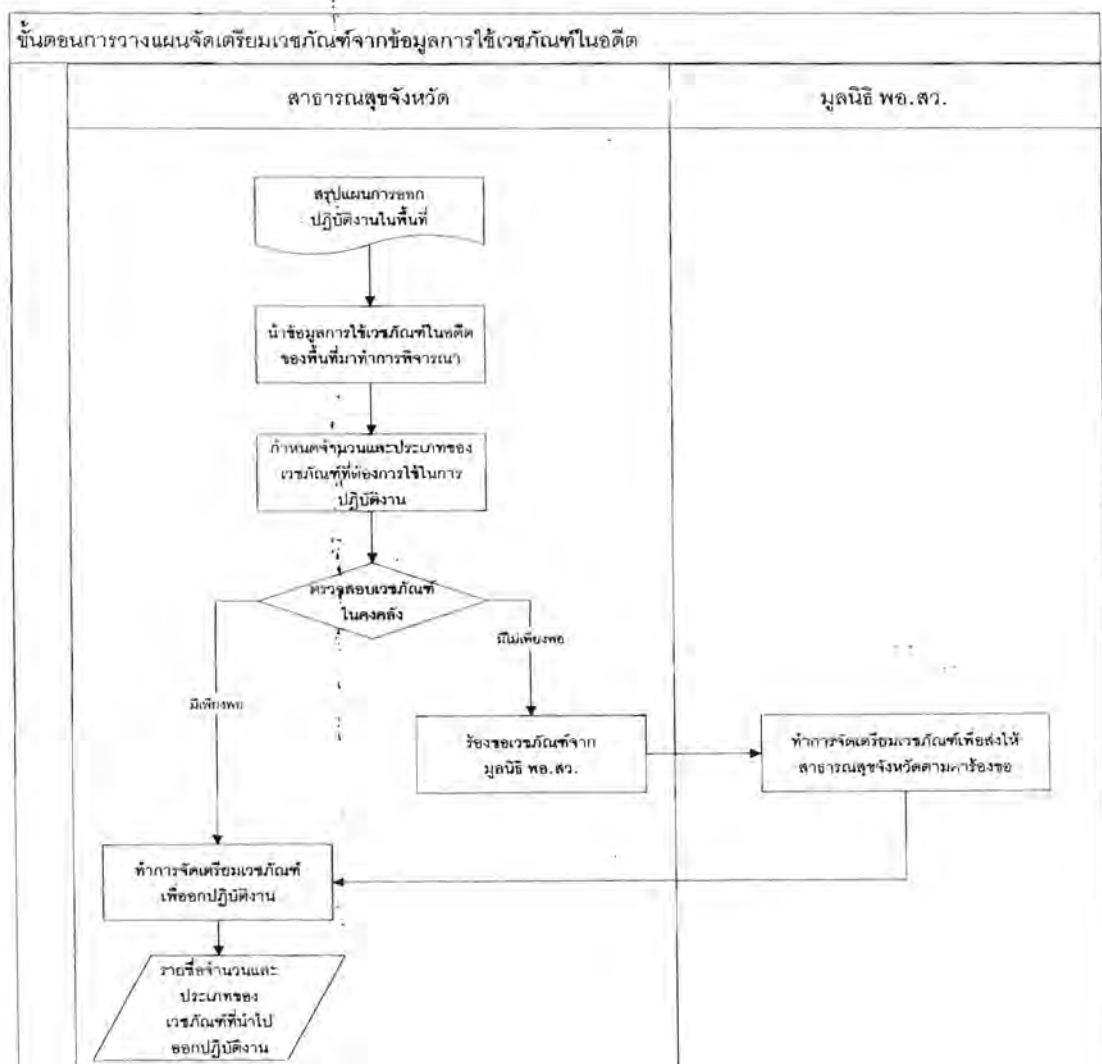 ขั้นตอนการวางแผนจัดเตรียมเวชภัณฑ์จากข้อมูลการใช้เวชภัณฑ์ในอดีต
สาธารณสุขจังหวัด
มูลนิธิ พอ.สว.
สรุปแผนการออก
ปฏิบัติงานในพื้นที่
นำข้อมูลการใช้เวชภัณฑ์ในอดีต
ของพื้นที่มาทำการพิจารณา
กำหนดจำนวนและประเภทของ
เวชภัณฑ์ที่ต้องการใช้ในการ
ปฏิบัติงาน
ตรวจสอบเวชภัณฑ์
ในคงคลัง
มีไม่เพียงพอ
มีเพียงพอ
ร้องขอเวชภัณฑ์จาก
มูลนิธิ พอ.สว.
ทำการจัดเตรียมเวชภัณฑ์เพื่อส่งให้
สาธารณสุขจังหวัดตามคำร้องขอ
ทำการจัดเตรียมเวชภัณฑ์
เพื่อออกปฏิบัติงาน
รายชื่อจำนวนและ
ประเภทของ
เวชภัณฑ์ที่นำไป
ออกปฏิบัติงาน